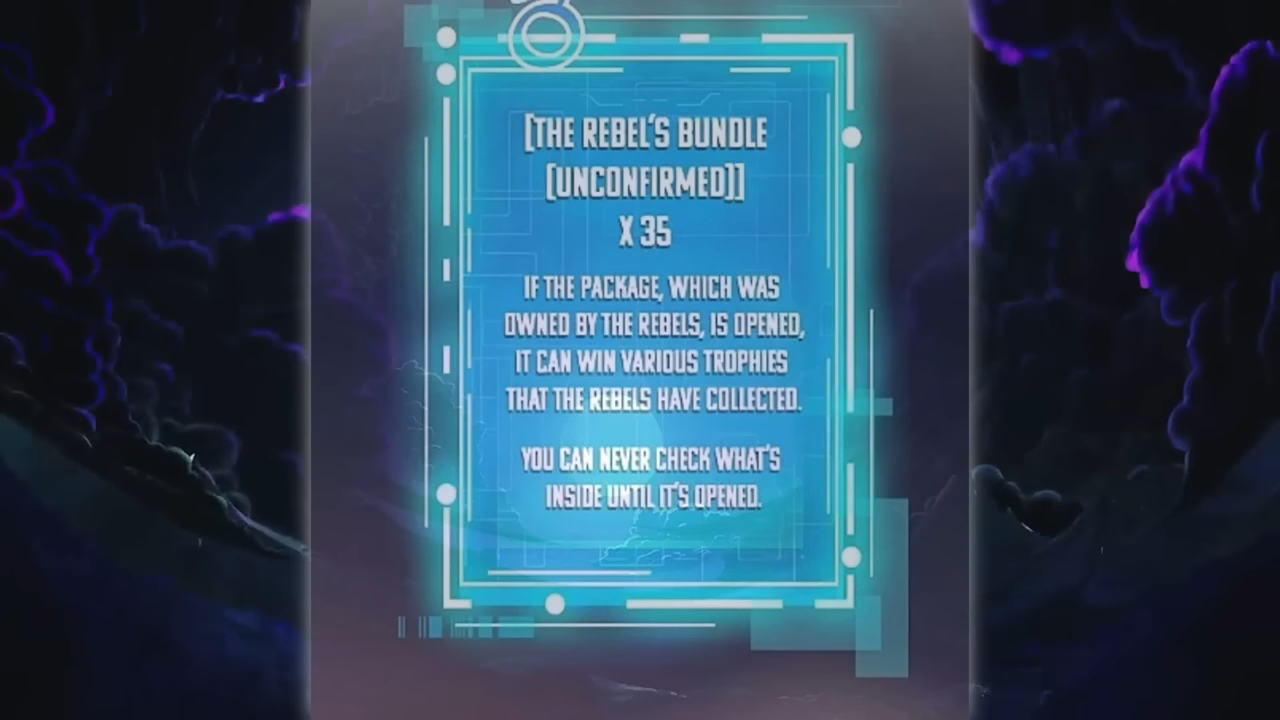 [THE REBEL'S BUNDLE
[UNCONFIRMED]]
X 35
IF THE PACKAGE, WHICH WAS
OWNED BY THE REBELS, IS OPENED,
IT CAN WIN VARIOUS TROPHIES
THAT THE REBELS HAVE COLLECTED.
YOU CAN NEVER CHECK WHAT'S
INSIDE UNTIL IT'S OPENED.